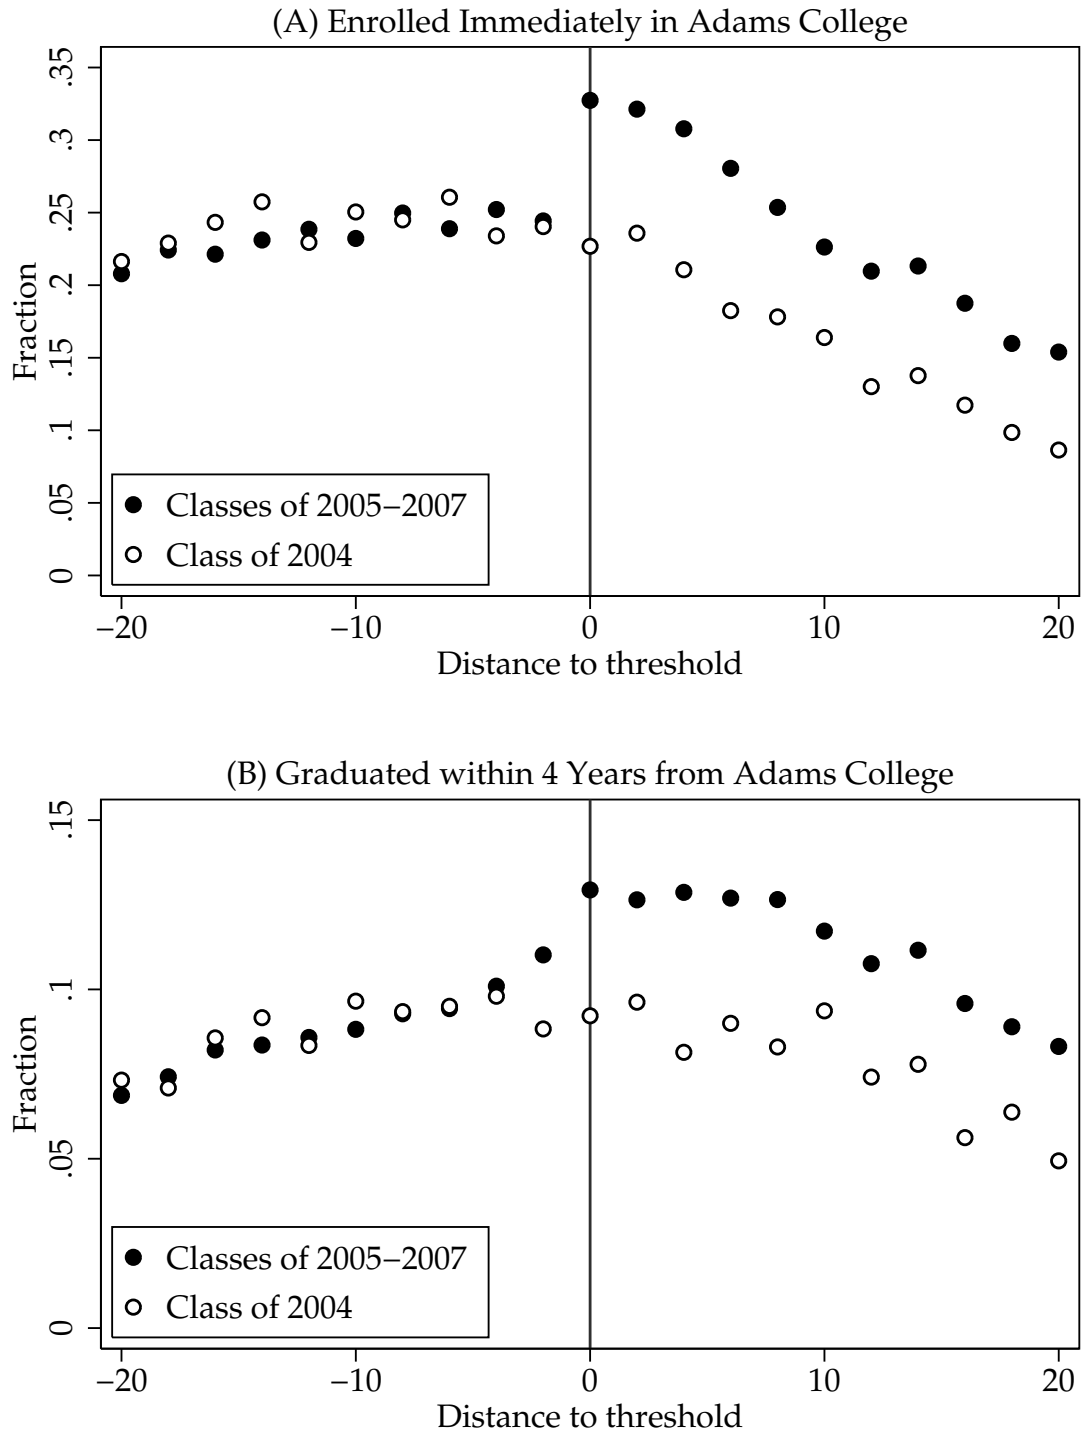 (A) Enrolled Immediately in Adams College
.35
.3
.25
.2
.15
.1
.05
0
Fraction
Classes of 2005–2007
Class of 2004
–20 –10 0 10 20
Distance to threshold
(B) Graduated within 4 Years from Adams College
.15
.1
.05
0
Fraction
Classes of 2005–2007
Class of 2004
–20 –10 0 10 20
Distance to threshold